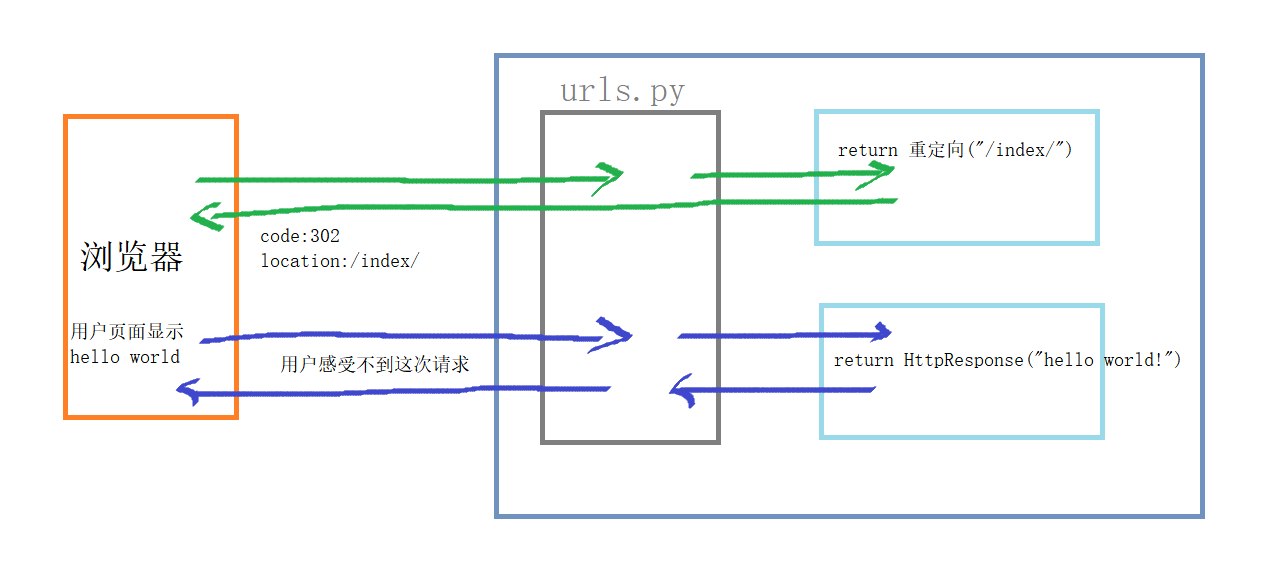 urls.py
return 重定向("/index/")
code:302
location:/index/
浏览器
用户页面显示
hello world
用户感受不到这次请求
return HttpResponse("hello world!")